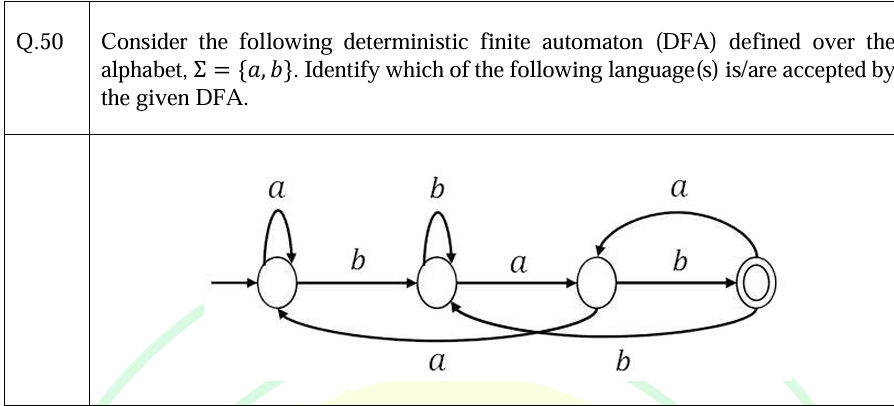 Q.50
Consider the following deterministic finite automaton (DFA) defined over the
alphabet, Σ = {a, b}. Identify which of the following language(s) is/are accepted by
the given DFA.
a
b
a
b
a
b
a
b